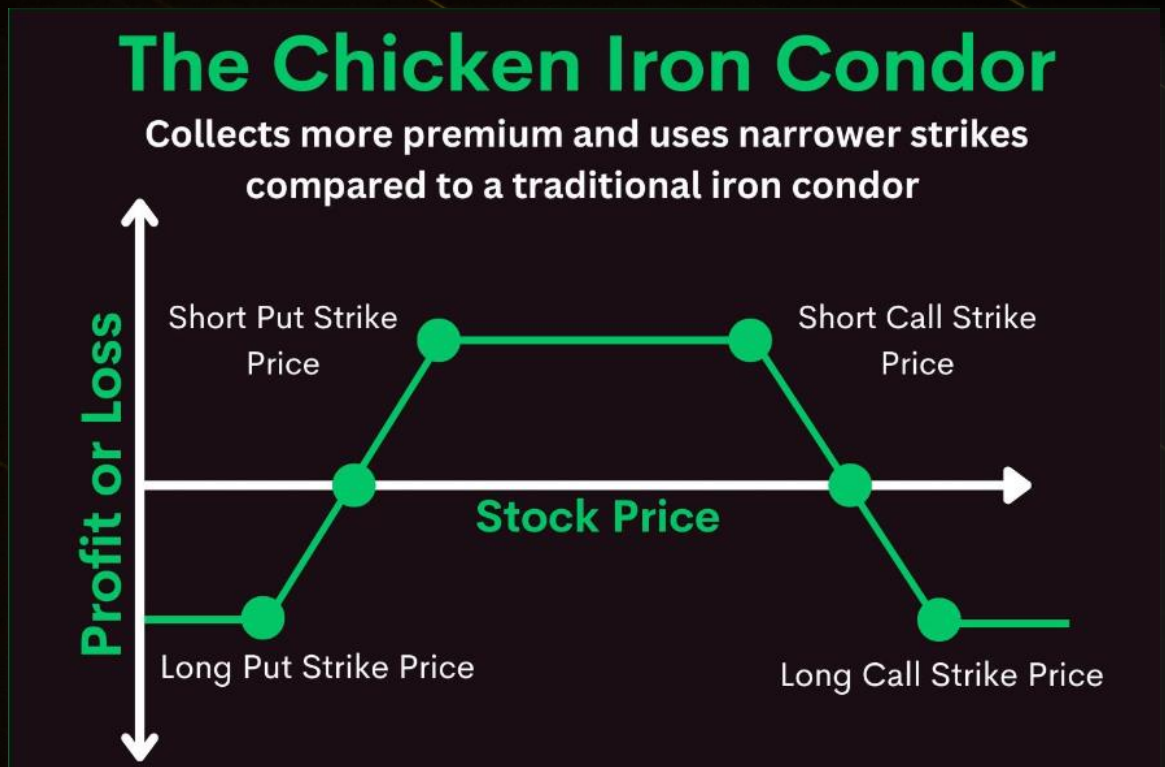 The Chicken Iron Condor
Collects more premium and uses narrower strikes
compared to a traditional iron condor
Short Put Strike
Price
Short Call Strike
Price
Profit or Loss
Stock Price
Long Put Strike Price
Long Call Strike Price